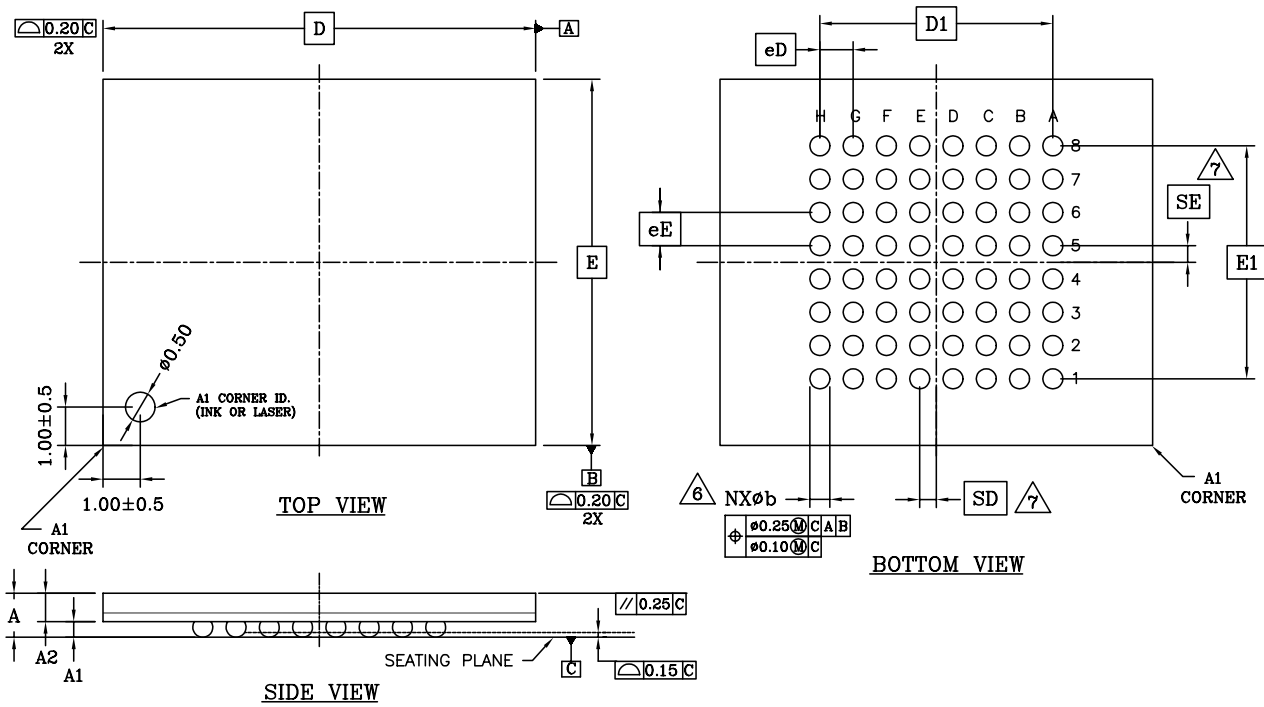 ⌓ 0.20 C
2X
D
A
E
Ø0.50
A1 CORNER ID.
(INK OR LASER)
1.00±0.5
1.00±0.5
B
⌓ 0.20 C
2X
TOP VIEW
A1
CORNER
D1
eD
H G F E D C B A
8
7
6
5
4
3
2
1
7
SE
eE
E1
6
NXøb
SD
7
⌖ ø0.25Ⓜ C A B
ø0.10Ⓜ C
A1
CORNER
BOTTOM VIEW
A
A2
A1
// 0.25 C
SEATING PLANE
C
⌓ 0.15 C
SIDE VIEW